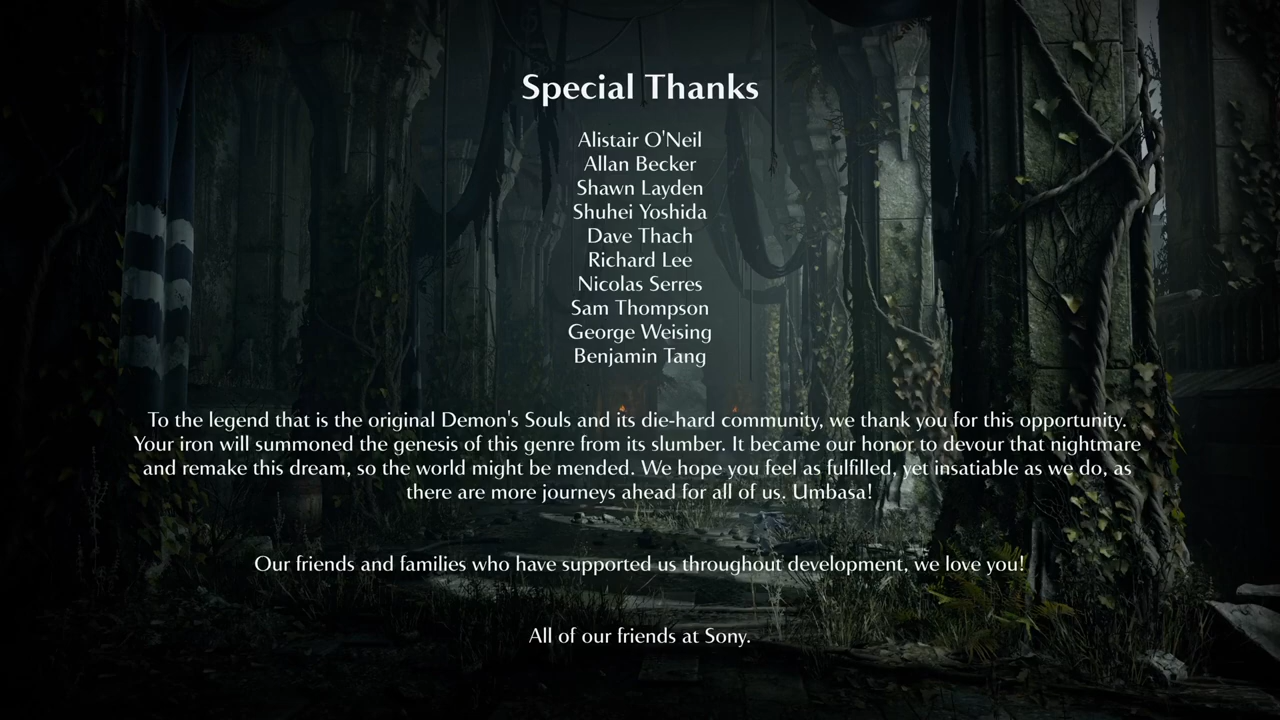 Special Thanks
Alistair O'Neil
Allan Becker
Shawn Layden
Shuhei Yoshida
Dave Thach
Richard Lee
Nicolas Serres
Sam Thompson
George Weising
Benjamin Tang
To the legend that is the original Demon's Souls and its die-hard community, we thank you for this opportunity.
Your iron will summoned the genesis of this genre from its slumber. It became our honor to devour that nightmare
and remake this dream, so the world might be mended. We hope you feel as fulfilled, yet insatiable as we do, as
there are more journeys ahead for all of us. Umbasa!
Our friends and families who have supported us throughout development, we love you!
All of our friends at Sony.